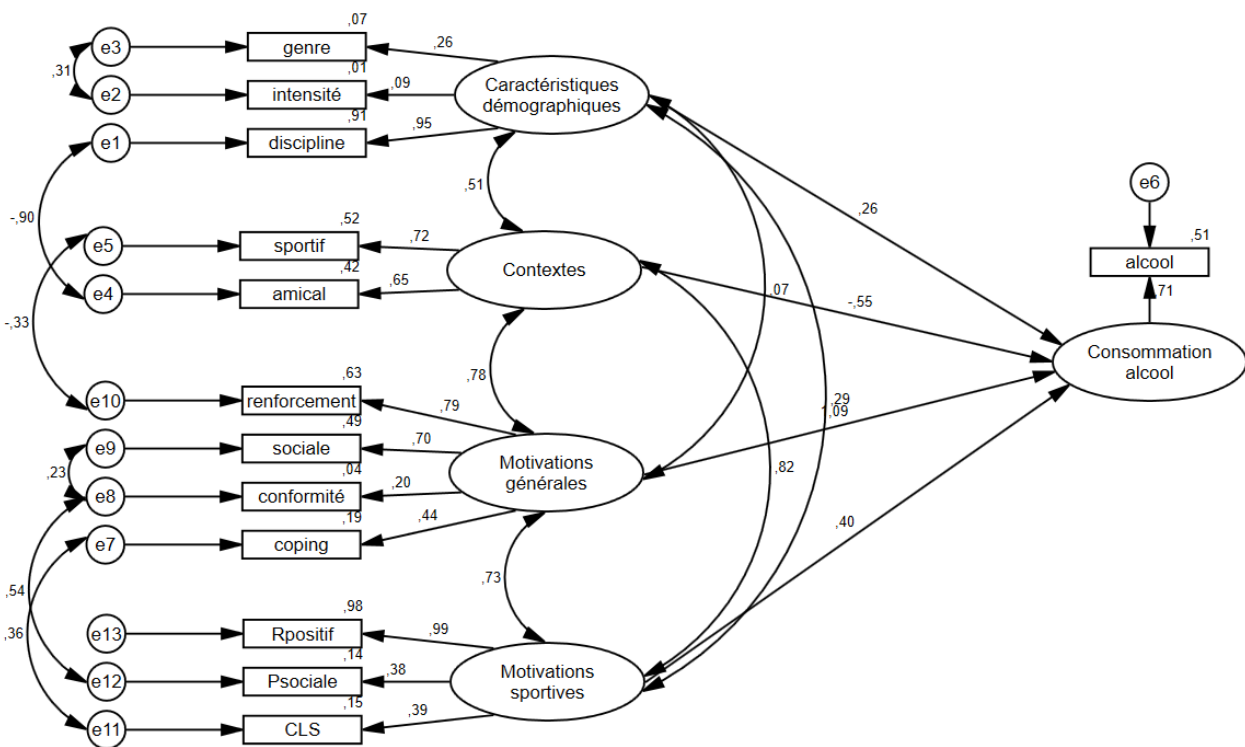 ,07
e3
genre
,26
,31
,01
e2
intensité
,09
Caractéristiques
démographiques
,91
e1
discipline
,95
,51
e6
-,90
,26
,52
e5
sportif
,72
,51
alcool
,42
e4
amical
,65
Contextes
,71
,07
-,55
-,33
Consommation
alcool
,63
,78
e10
renforcement
,79
,29
1,09
,49
e9
sociale
,70
,04
Motivations
générales
,23
e8
conformité
,20
,82
,19
e7
coping
,44
,40
,54
,73
,36
,98
e13
Rpositif
,99
,14
Motivations
sportives
e12
Psociale
,38
,15
e11
CLS
,39